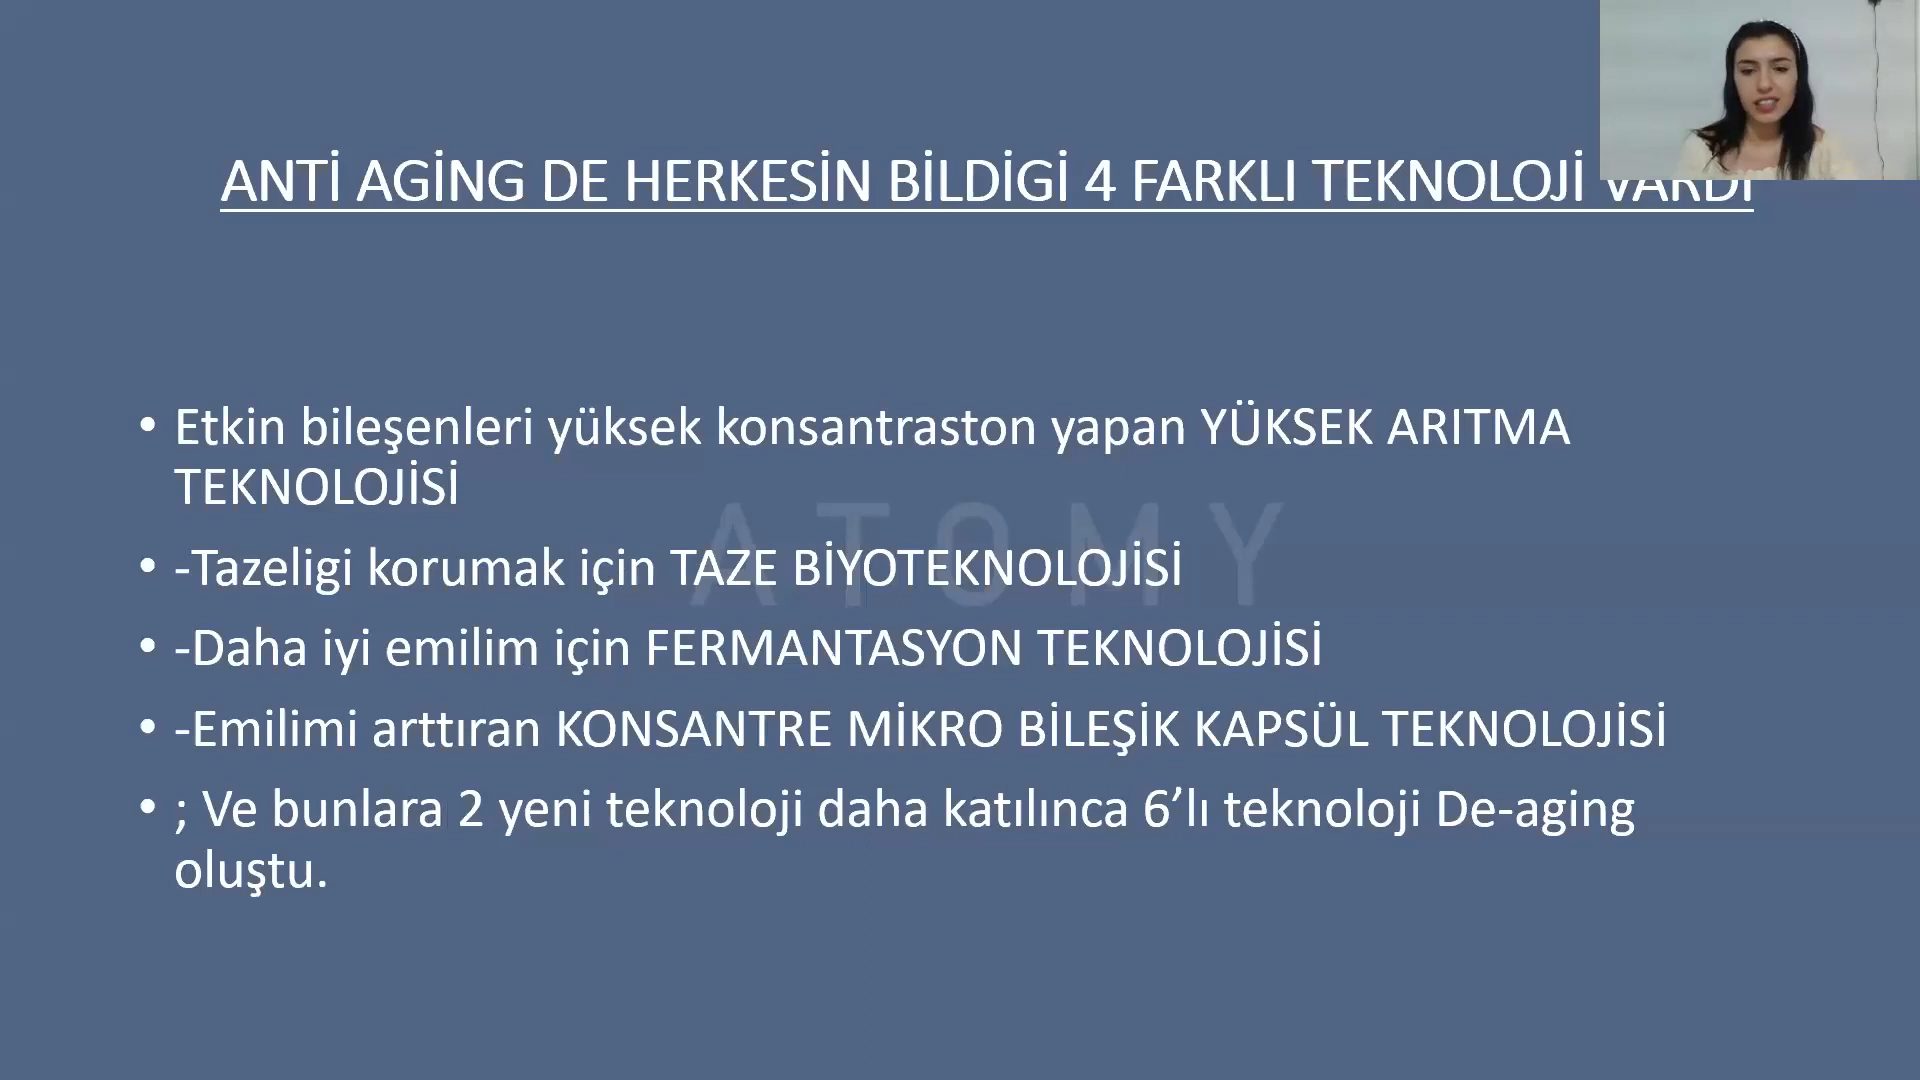 ANTİ AGİNG DE HERKESİN BİLDİGİ 4 FARKLI TEKNOLOJİ VARDI
• Etkin bileşenleri yüksek konsantraston yapan YÜKSEK ARITMA
TEKNOLOJİSİ
ATOMY
• -Tazeligi korumak için TAZE BİYOTEKNOLOJİSİ
• -Daha iyi emilim için FERMANTASYON TEKNOLOJİSİ
• -Emilimi arttıran KONSANTRE MİKRO BİLEŞİK KAPSÜL TEKNOLOJİSİ
• ; Ve bunlara 2 yeni teknoloji daha katılınca 6’lı teknoloji De-aging
oluştu.